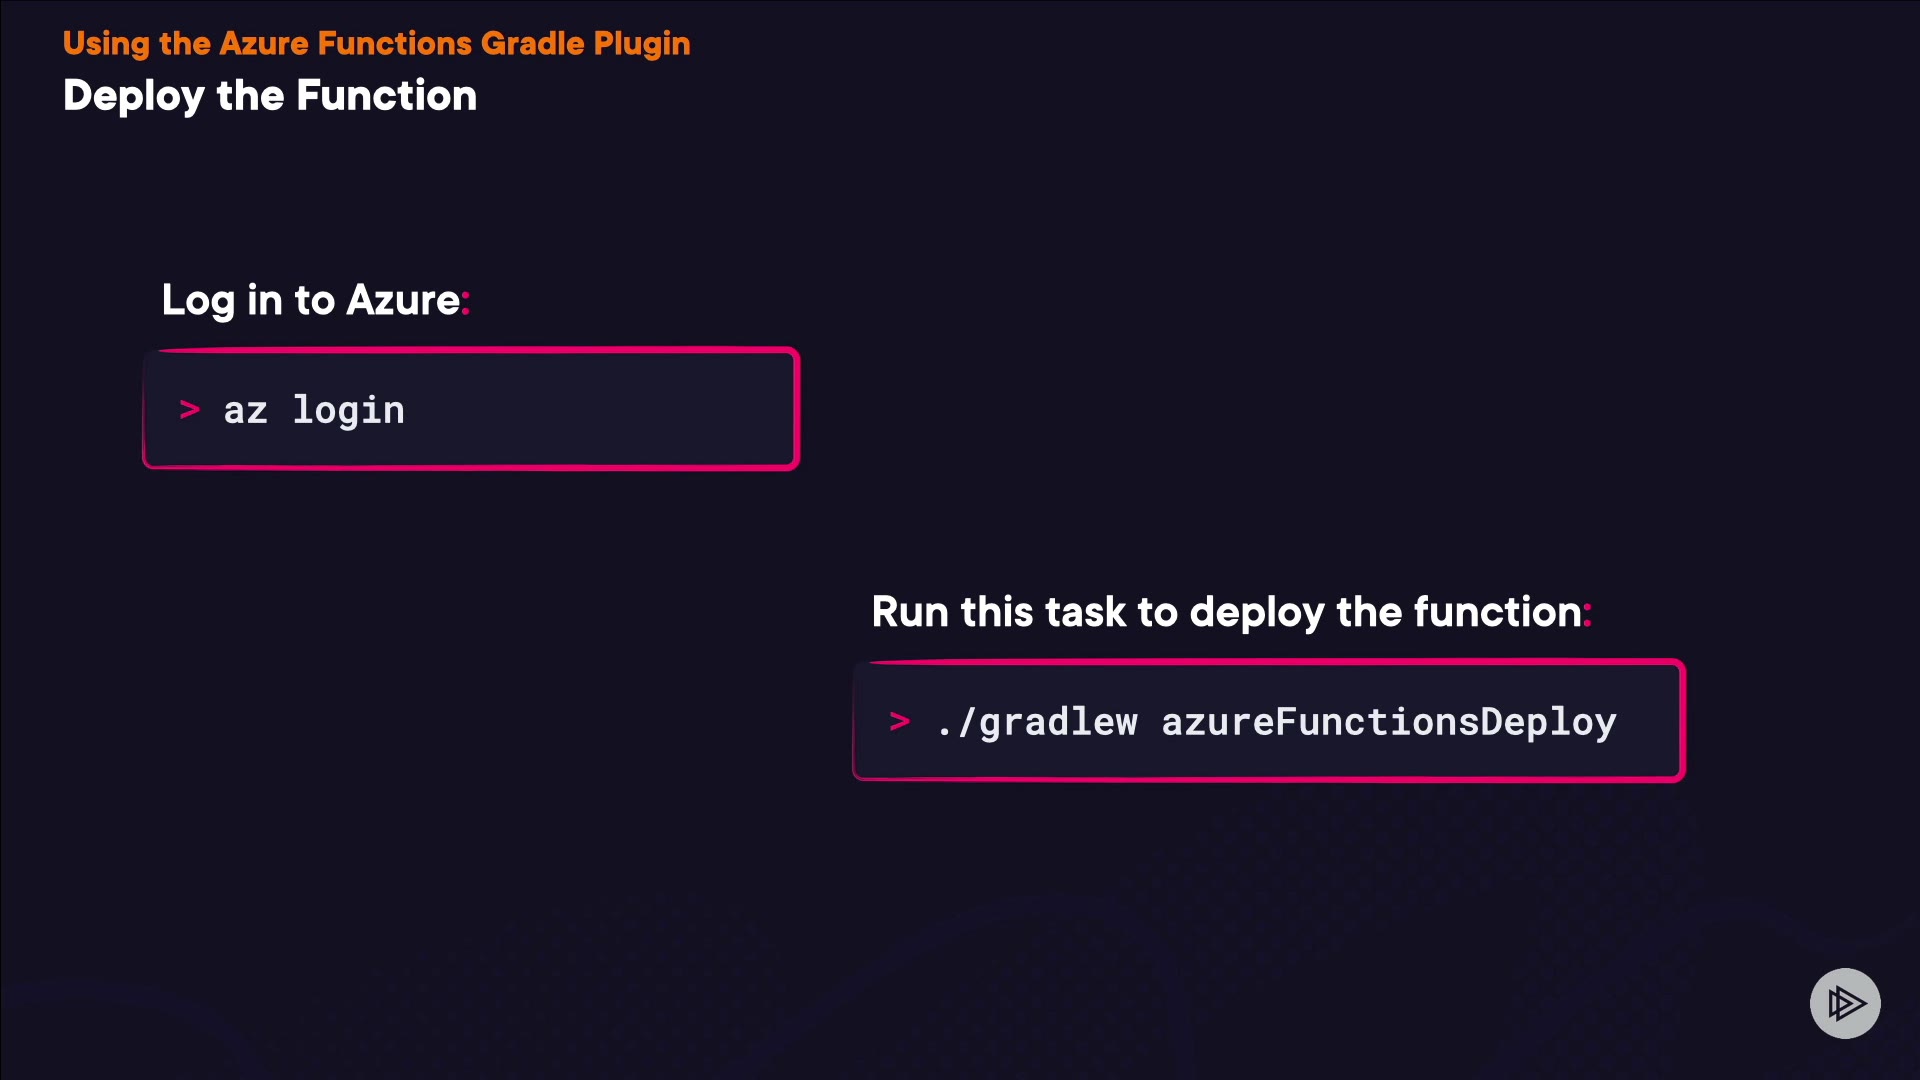 Using the Azure Functions Gradle Plugin
Deploy the Function
Log in to Azure:
> az login
Run this task to deploy the function:
> ./gradlew azureFunctionsDeploy